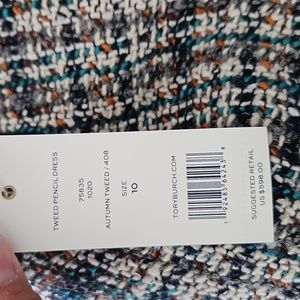 TWEED PENCIL DRESS
75835
1020
AUTUMN TWEED / 408
SIZE
10
TORYBURCH.COM
SUGGESTED RETAIL
US $598.00